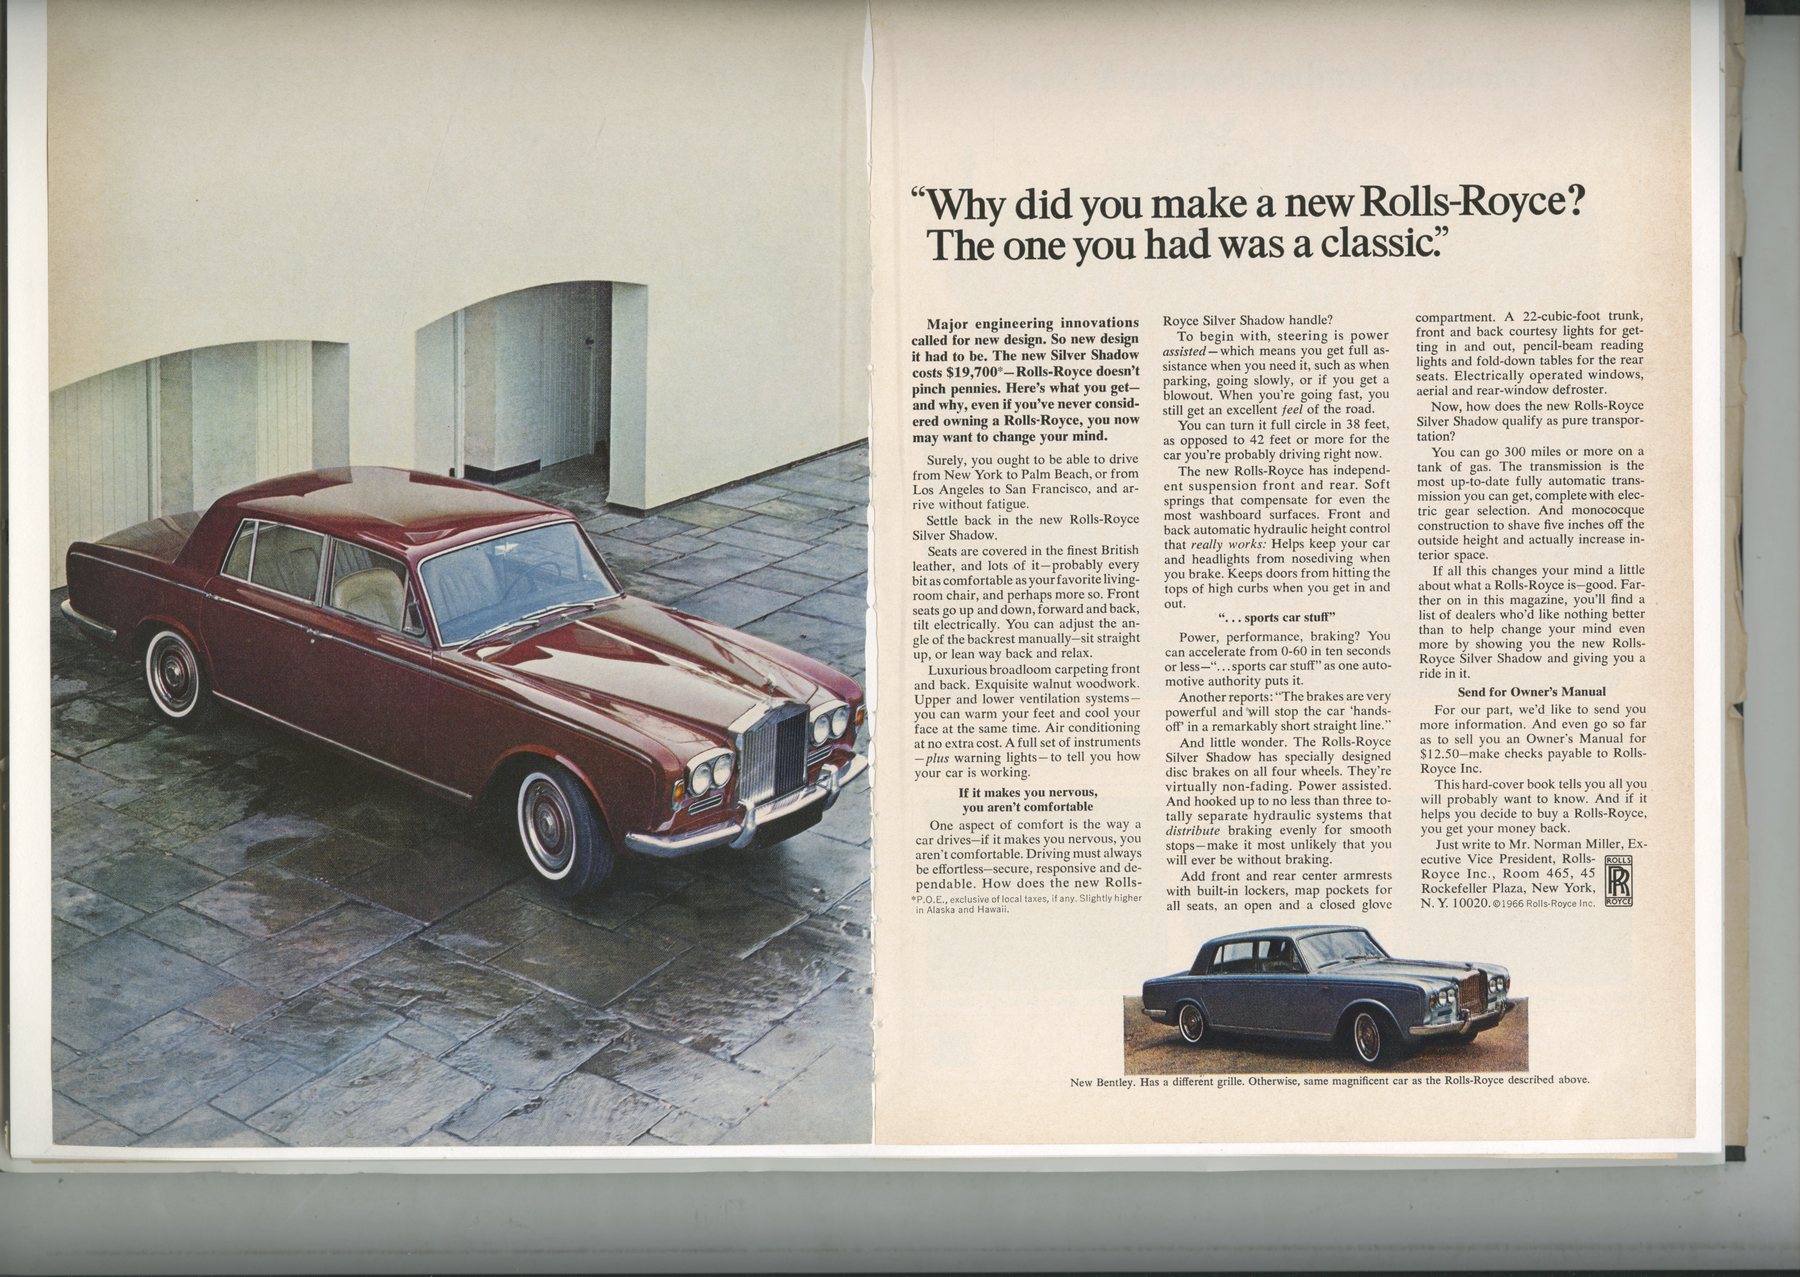 “Why did you make a new Rolls-Royce?
The one you had was a classic.”
Major engineering innovations
called for new design. So new design
it had to be. The new Silver Shadow
costs $19,700*—Rolls-Royce doesn't
pinch pennies. Here's what you get—
and why, even if you've never consid-
ered owning a Rolls-Royce, you now
may want to change your mind.
Surely, you ought to be able to drive
from New York to Palm Beach, or from
Los Angeles to San Francisco, and ar-
rive without fatigue.
Settle back in the new Rolls-Royce
Silver Shadow.
Seats are covered in the finest British
leather, and lots of it—probably every
bit as comfortable as your favorite living-
room chair, and perhaps more so. Front
seats go up and down, forward and back,
tilt electrically. You can adjust the an-
gle of the backrest manually—sit straight
up, or lean way back and relax.
Luxurious broadloom carpeting front
and back. Exquisite walnut woodwork.
Upper and lower ventilation systems—
you can warm your feet and cool your
face at the same time. Air conditioning
at no extra cost. A full set of instruments
—plus warning lights—to tell you how
your car is working.
If it makes you nervous,
you aren't comfortable
One aspect of comfort is the way a
car drives—if it makes you nervous, you
aren't comfortable. Driving must always
be effortless—secure, responsive and de-
pendable. How does the new Rolls-
*P.O.E., exclusive of local taxes, if any. Slightly higher
in Alaska and Hawaii.
Royce Silver Shadow handle?
To begin with, steering is power
assisted—which means you get full as-
sistance when you need it, such as when
parking, going slowly, or if you get a
blowout. When you're going fast, you
still get an excellent feel of the road.
You can turn it full circle in 38 feet,
as opposed to 42 feet or more for the
car you're probably driving right now.
The new Rolls-Royce has independ-
ent suspension front and rear. Soft
springs that compensate for even the
most washboard surfaces. Front and
back automatic hydraulic height control
that really works: Helps keep your car
and headlights from nosediving when
you brake. Keeps doors from hitting the
tops of high curbs when you get in and
out.
“. . . sports car stuff”
Power, performance, braking? You
can accelerate from 0-60 in ten seconds
or less—“...sports car stuff” as one auto-
motive authority puts it.
Another reports: “The brakes are very
powerful and will stop the car ‘hands-
off’ in a remarkably short straight line.”
And little wonder. The Rolls-Royce
Silver Shadow has specially designed
disc brakes on all four wheels. They're
virtually non-fading. Power assisted.
And hooked up to no less than three to-
tally separate hydraulic systems that
distribute braking evenly for smooth
stops—make it most unlikely that you
will ever be without braking.
Add front and rear center armrests
with built-in lockers, map pockets for
all seats, an open and a closed glove
compartment. A 22-cubic-foot trunk,
front and back courtesy lights for get-
ting in and out, pencil-beam reading
lights and fold-down tables for the rear
seats. Electrically operated windows,
aerial and rear-window defroster.
Now, how does the new Rolls-Royce
Silver Shadow qualify as pure transpor-
tation?
You can go 300 miles or more on a
tank of gas. The transmission is the
most up-to-date fully automatic trans-
mission you can get, complete with elec-
tric gear selection. And monococque
construction to shave five inches off the
outside height and actually increase in-
terior space.
If all this changes your mind a little
about what a Rolls-Royce is—good. Far-
ther on in this magazine, you'll find a
list of dealers who'd like nothing better
than to help change your mind even
more by showing you the new Rolls-
Royce Silver Shadow and giving you a
ride in it.
Send for Owner's Manual
For our part, we'd like to send you
more information. And even go so far
as to sell you an Owner's Manual for
$12.50—make checks payable to Rolls-
Royce Inc.
This hard-cover book tells you all you
will probably want to know. And if it
helps you decide to buy a Rolls-Royce,
you get your money back.
Just write to Mr. Norman Miller, Ex-
ecutive Vice President, Rolls-
Royce Inc., Room 465, 45
Rockefeller Plaza, New York,
N. Y. 10020. ©1966 Rolls-Royce Inc.
ROLLS
RR
ROYCE
New Bentley. Has a different grille. Otherwise, same magnificent car as the Rolls-Royce described above.